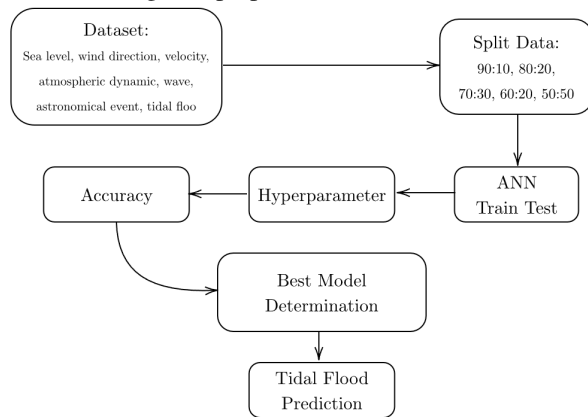 Dataset:
Sea level, wind direction, velocity,
atmospheric dynamic, wave,
astronomical event, tidal floo
Split Data:
90:10, 80:20,
70:30, 60:20, 50:50
ANN
Train Test
Hyperparameter
Accuracy
Best Model
Determination
Tidal Flood
Prediction